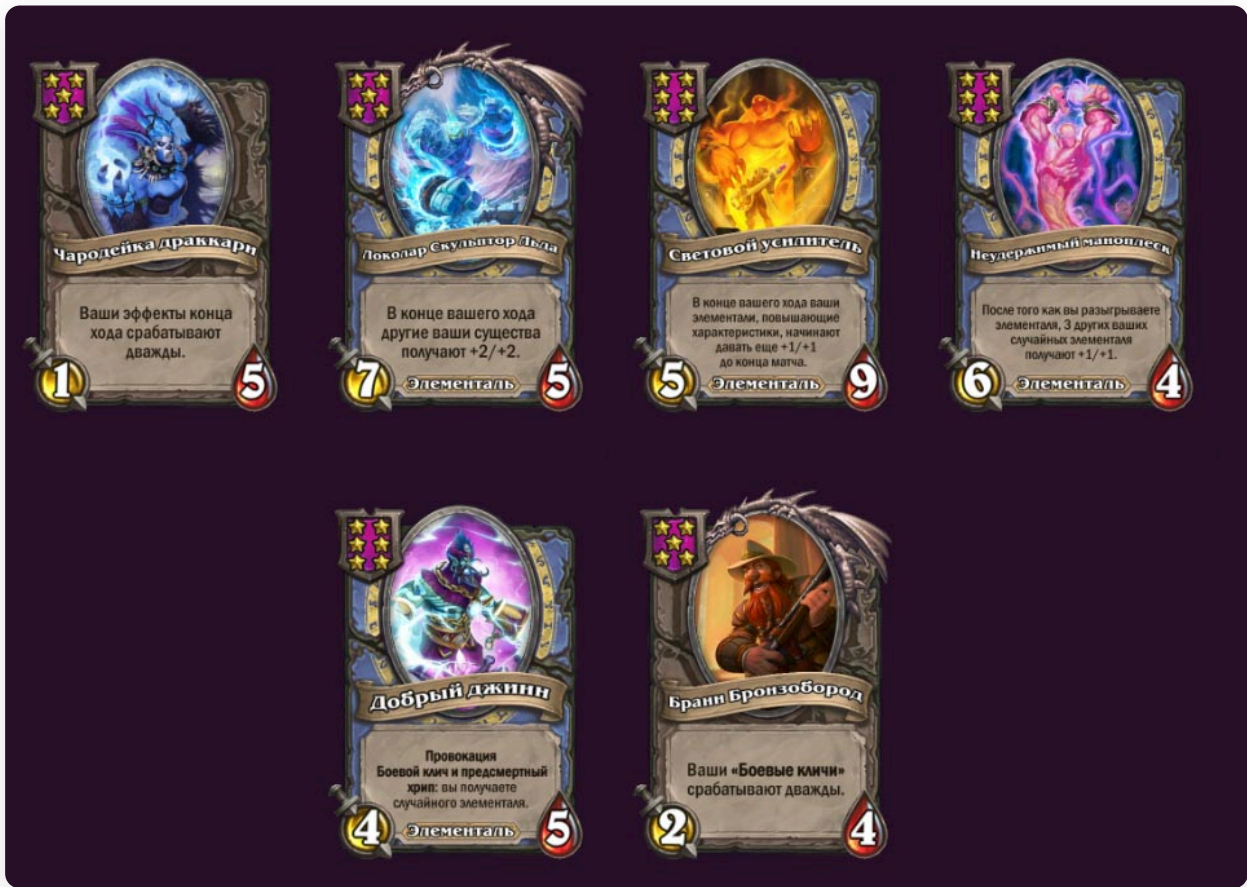 Чародейка драккари
Ваши эффекты конца
хода срабатывают
дважды.
1
5
Локолар Скульптор Льда
В конце вашего хода
другие ваши существа
получают +2/+2.
7
Элементаль
5
Световой усилитель
В конце вашего хода ваши
элементали, повышающие
характеристики, начинают
давать еще +1/+1
до конца матча.
5
Элементаль
9
Неудержимый маноплеск
После того как вы разыгрываете
элементаля, 3 других ваших
случайных элементаля
получают +1/+1.
6
Элементаль
4
Добрый джинн
Провокация
Боевой клич и предсмертный
хрип: вы получаете
случайного элементаля.
4
Элементаль
5
Бранн Бронзобород
Ваши «Боевые кличи»
срабатывают дважды.
2
4